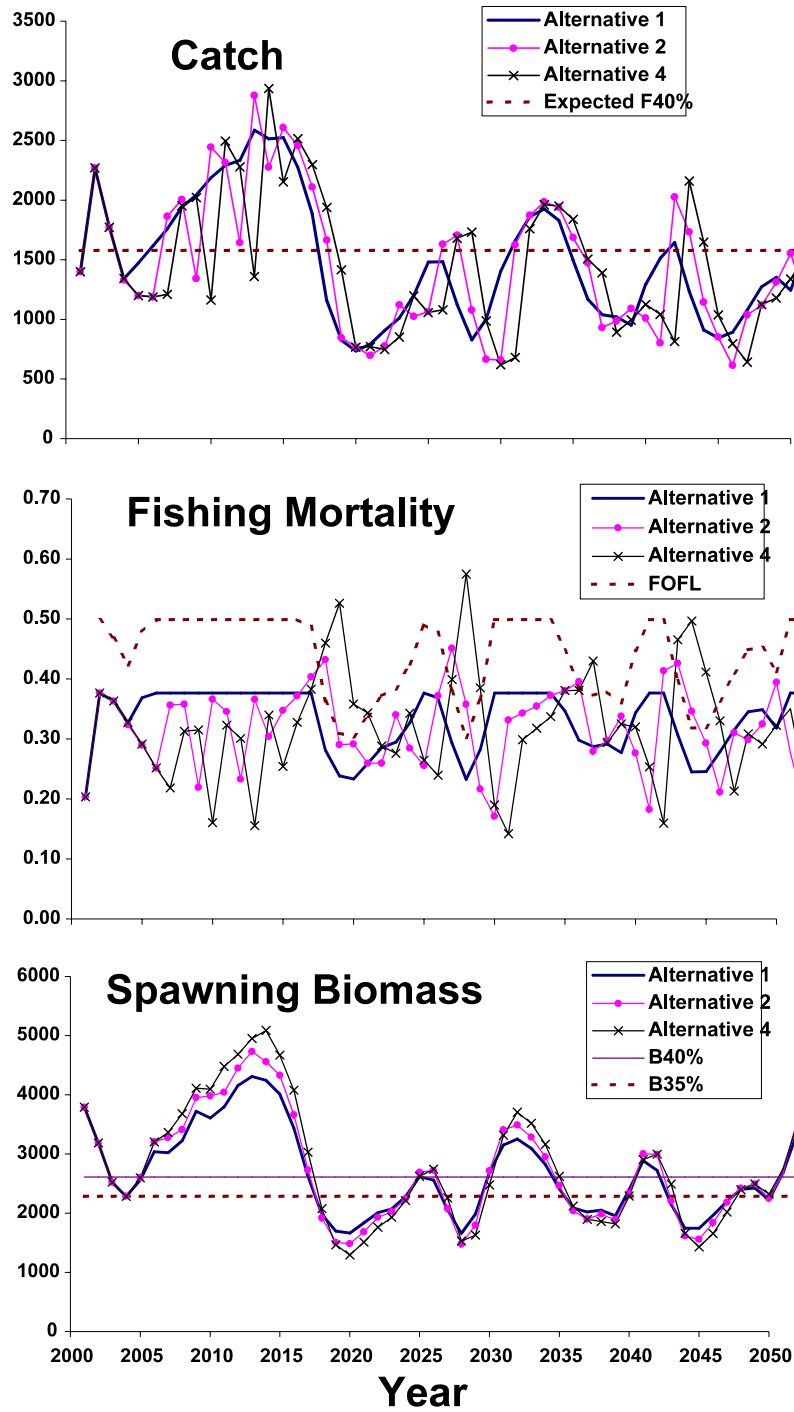 Catch
Alternative 1
Alternative 2
Alternative 4
Expected F40%
3500
3000
2500
2000
1500
1000
500
0
Fishing Mortality
Alternative 1
Alternative 2
Alternative 4
FOFL
0.70
0.60
0.50
0.40
0.30
0.20
0.10
0.00
Spawning Biomass
Alternative 1
Alternative 2
Alternative 4
B40%
B35%
6000
5000
4000
3000
2000
1000
0
2000 2005 2010 2015 2020 2025 2030 2035 2040 2045 2050
Year